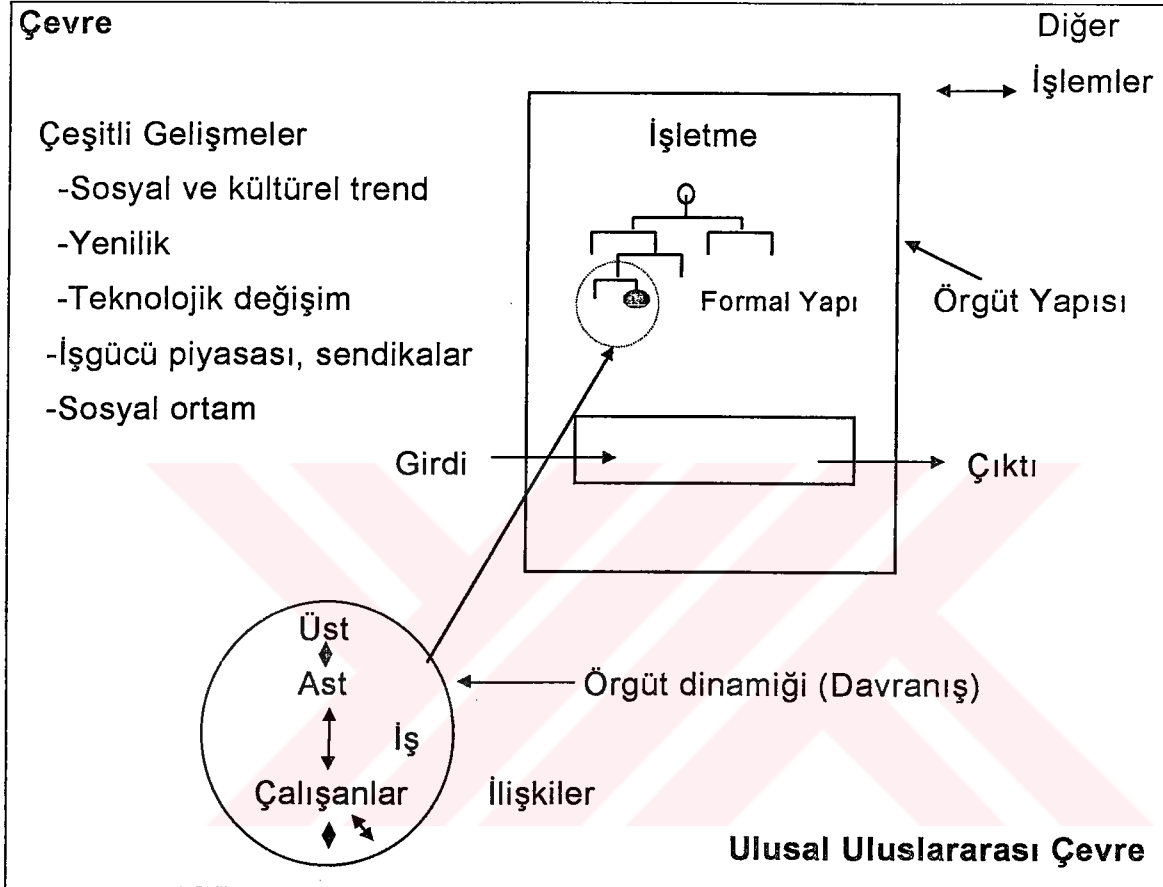 Çevre
Diğer
İşlemler
Çeşitli Gelişmeler
-Sosyal ve kültürel trend
-Yenilik
-Teknolojik değişim
-İşgücü piyasası, sendikalar
-Sosyal ortam
İşletme
Formal Yapı
Örgüt Yapısı
Girdi
Çıktı
Üst
Ast
İş
Çalışanlar
Örgüt dinamiği (Davranış)
İlişkiler
Ulusal Uluslararası Çevre